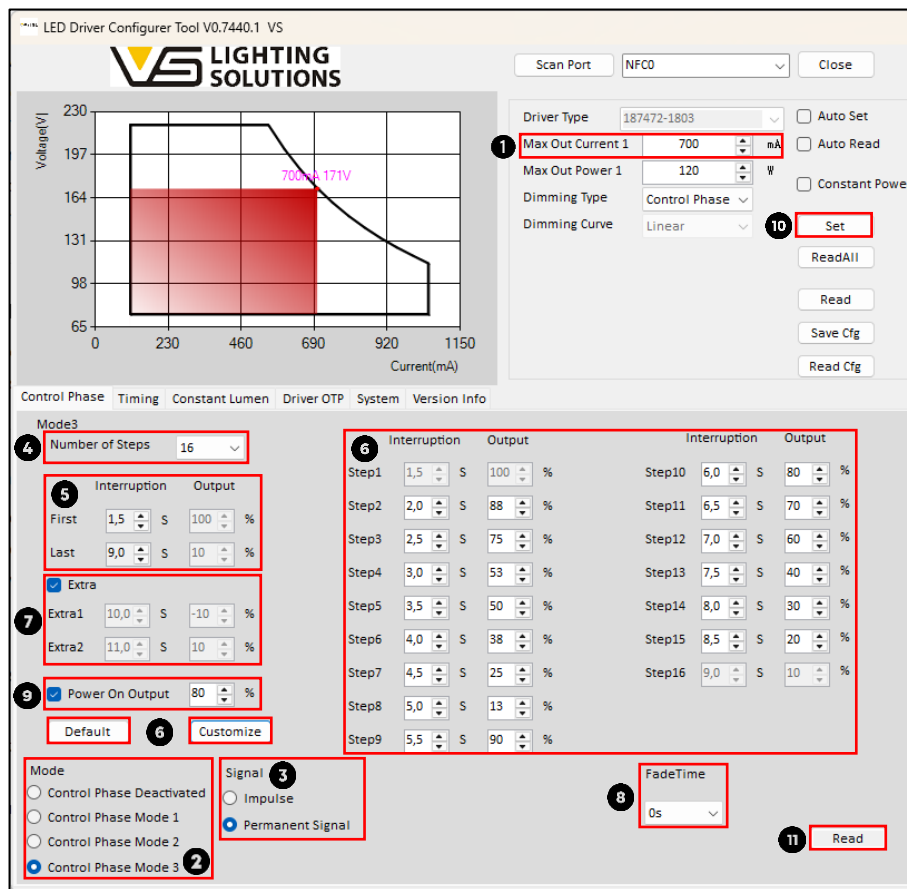 LED Driver Configurer Tool V0.7440.1 VS
VS LIGHTING SOLUTIONS
Scan Port NFC0 Close
Voltage[V]
230
197
164
131
98
65
0 230 460 690 920 1150
Current(mA)
700mA 171V
Driver Type 187472-1803 Auto Set
1 Max Out Current 1 700 mA Auto Read
Max Out Power 1 120 W
Constant Power
Dimming Type Control Phase
Dimming Curve Linear 10 Set
ReadAll
Read
Save Cfg
Read Cfg
Control Phase Timing Constant Lumen Driver OTP System Version Info
Mode3
4 Number of Steps 16
5 Interruption Output
First 1,5 S 100 %
Last 9,0 S 10 %
7 Extra
Extra1 10,0 S -10 %
Extra2 11,0 S 10 %
9 Power On Output 80 %
Default 6 Customize
6 Interruption Output Interruption Output
Step1 1,5 S 100 % Step10 6,0 S 80 %
Step2 2,0 S 88 % Step11 6,5 S 70 %
Step3 2,5 S 75 % Step12 7,0 S 60 %
Step4 3,0 S 53 % Step13 7,5 S 40 %
Step5 3,5 S 50 % Step14 8,0 S 30 %
Step6 4,0 S 38 % Step15 8,5 S 20 %
Step7 4,5 S 25 % Step16 9,0 S 10 %
Step8 5,0 S 13 %
Step9 5,5 S 90 %
Mode
Control Phase Deactivated
Control Phase Mode 1
Control Phase Mode 2
Control Phase Mode 3 2
Signal 3
Impulse
Permanent Signal
FadeTime
8 0s
11 Read